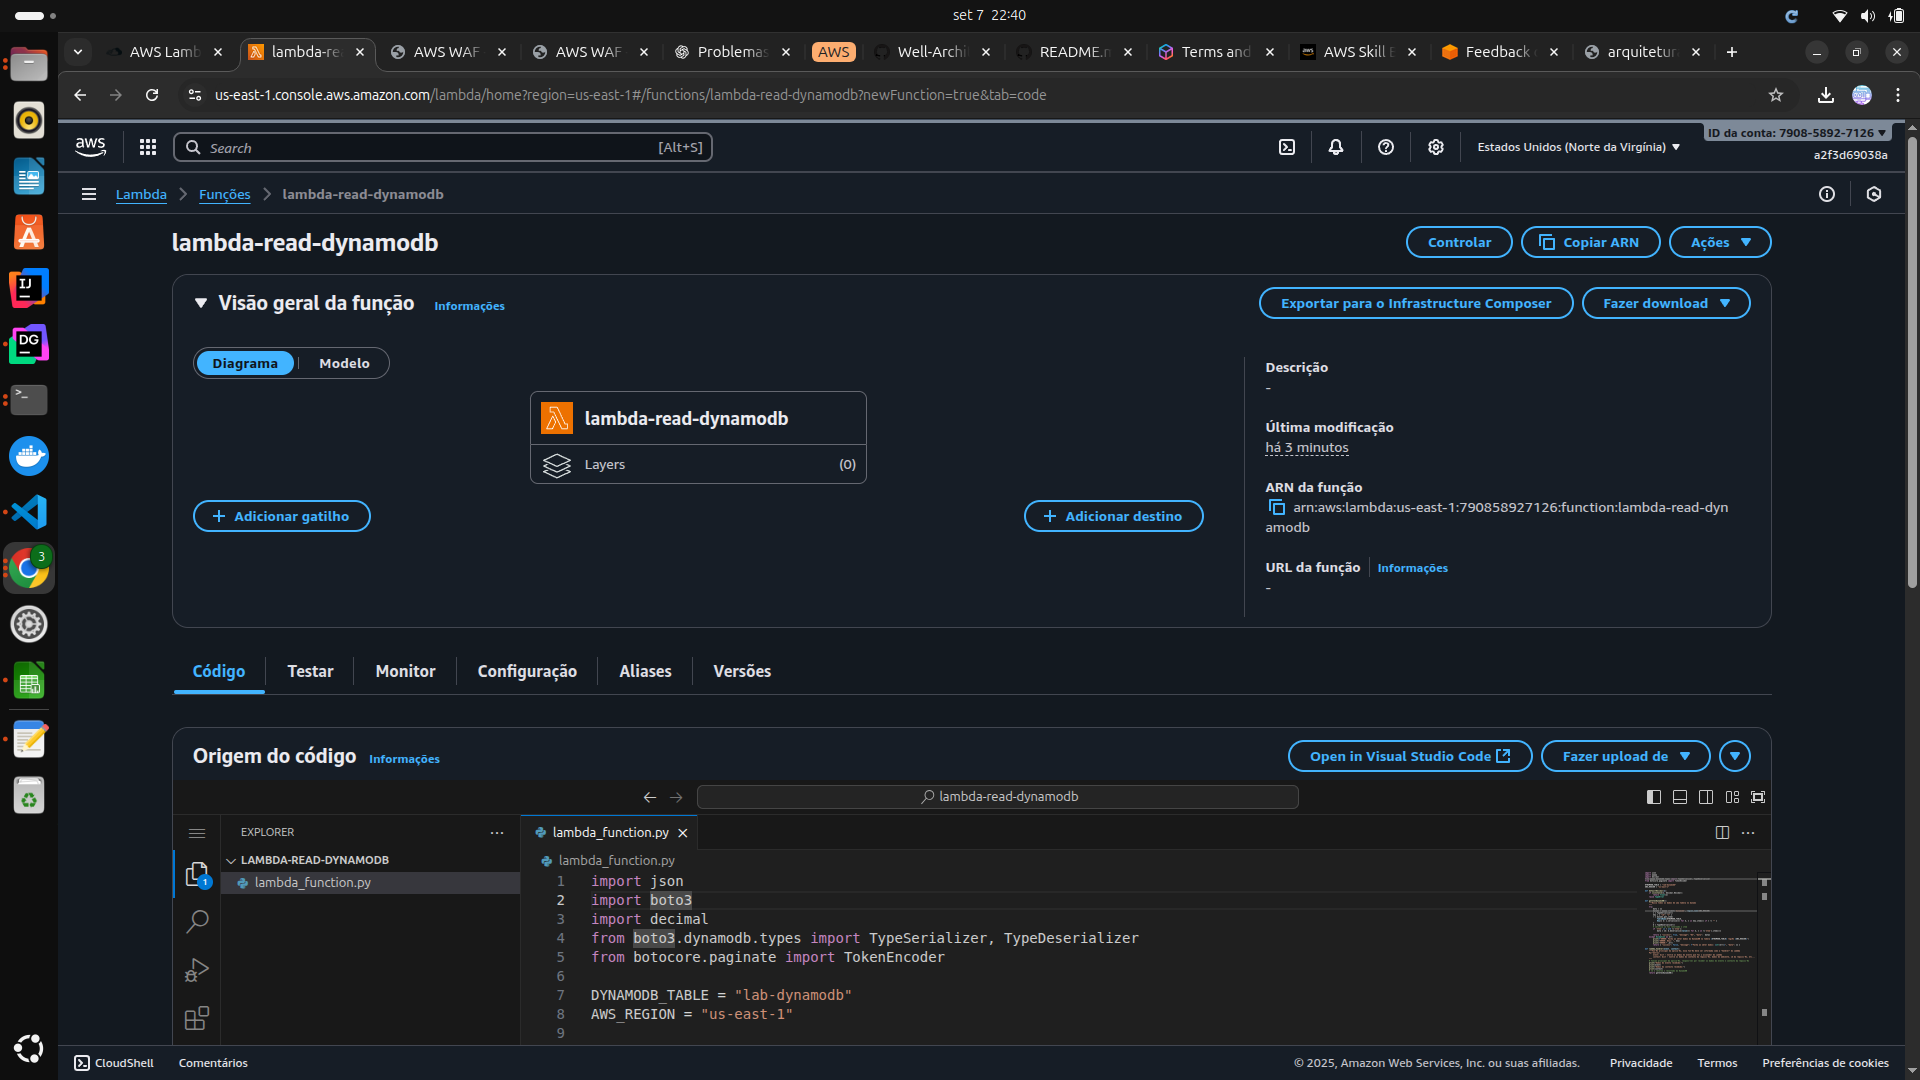 set 7 22:40
AWS Lamb
lambda-re
AWS WAF
AWS WAF
Problemas
AWS
Well-Archi
README.m
Terms and
AWS Skill B
Feedback
arquitetur
us-east-1.console.aws.amazon.com/lambda/home?region=us-east-1#/functions/lambda-read-dynamodb?newFunction=true&tab=code
aws
Search
[Alt+S]
Estados Unidos (Norte da Virgínia)
ID da conta: 7908-5892-7126
a2f3d69038a
Lambda
Funções
lambda-read-dynamodb
lambda-read-dynamodb
Controlar
Copiar ARN
Ações
Visão geral da função
Informações
Exportar para o Infrastructure Composer
Fazer download
Diagrama
Modelo
lambda-read-dynamodb
Layers
(0)
Adicionar gatilho
Adicionar destino
Descrição
-
Última modificação
há 3 minutos
ARN da função
arn:aws:lambda:us-east-1:790858927126:function:lambda-read-dyn
amodb
URL da função
Informações
-
Código
Testar
Monitor
Configuração
Aliases
Versões
Origem do código
Informações
Open in Visual Studio Code
Fazer upload de
lambda-read-dynamodb
EXPLORER
LAMBDA-READ-DYNAMODB
lambda_function.py
1
lambda_function.py
lambda_function.py
1 import json
2 import boto3
3 import decimal
4 from boto3.dynamodb.types import TypeSerializer, TypeDeserializer
5 from botocore.paginate import TokenEncoder
6
7 DYNAMODB_TABLE = "lab-dynamodb"
8 AWS_REGION = "us-east-1"
9
CloudShell
Comentários
© 2025, Amazon Web Services, Inc. ou suas afiliadas.
Privacidade
Termos
Preferências de cookies
IJ
DG
3